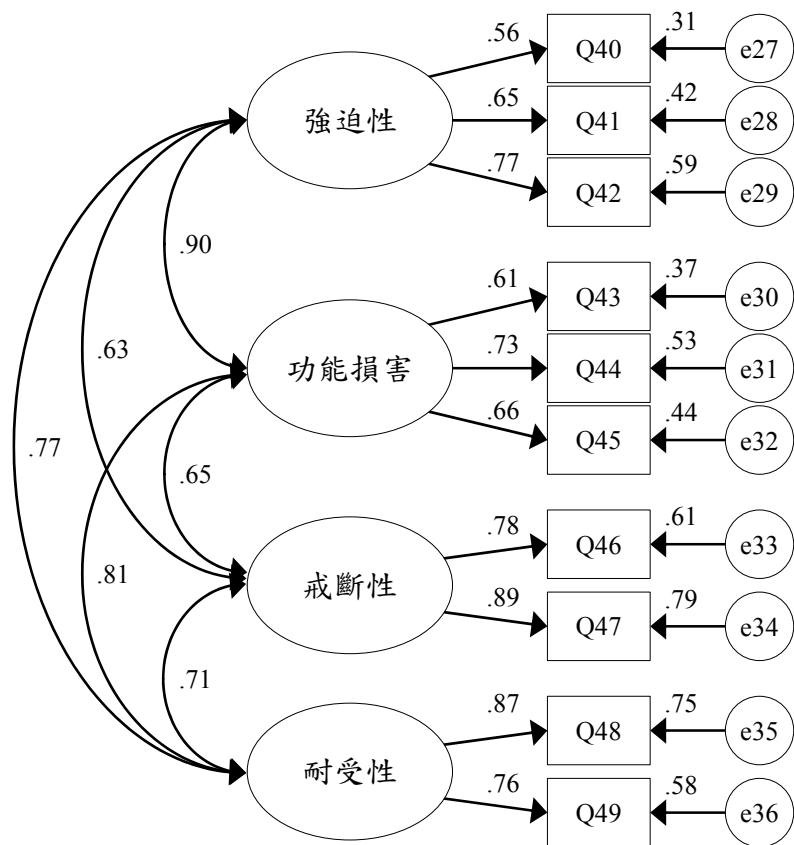 .56
Q40
.31
e27
強迫性
.65
Q41
.42
e28
.77
Q42
.59
e29
.90
.61
Q43
.37
e30
.63
功能損害
.73
Q44
.53
e31
.66
Q45
.44
e32
.77
.65
.78
Q46
.61
e33
.81
戒斷性
.89
Q47
.79
e34
.71
.87
Q48
.75
e35
耐受性
.76
Q49
.58
e36